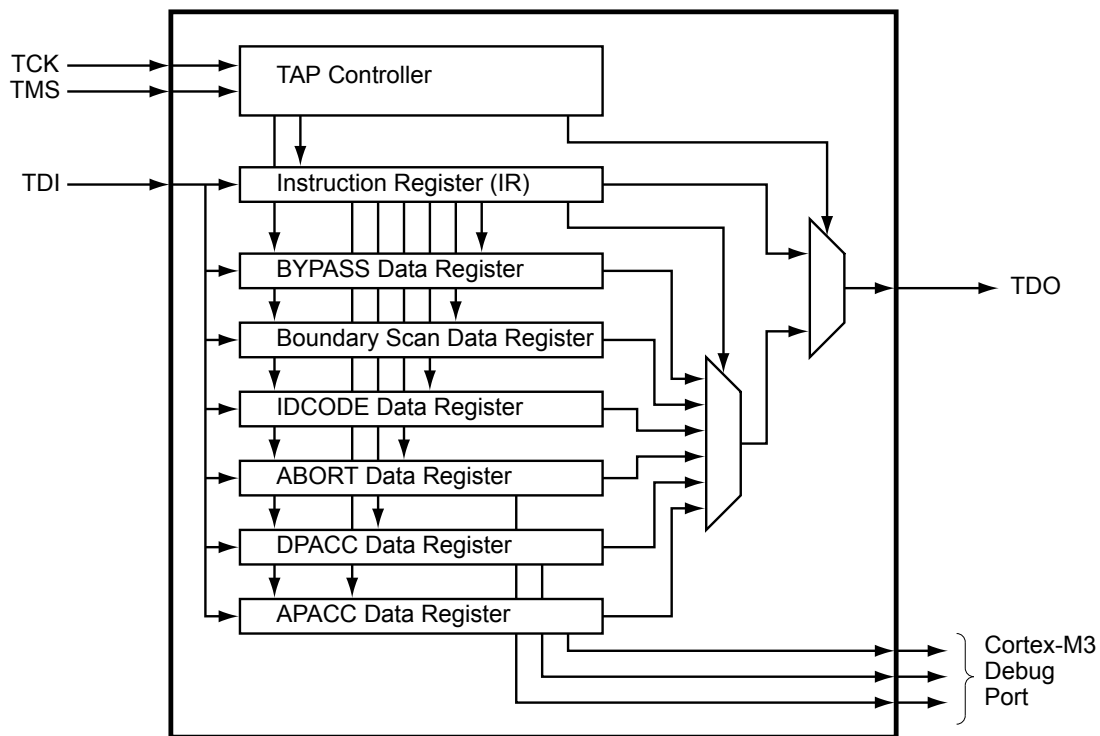 TCK
TMS
TAP Controller
TDI
Instruction Register (IR)
BYPASS Data Register
TDO
Boundary Scan Data Register
IDCODE Data Register
ABORT Data Register
DPACC Data Register
APACC Data Register
Cortex-M3
Debug
Port